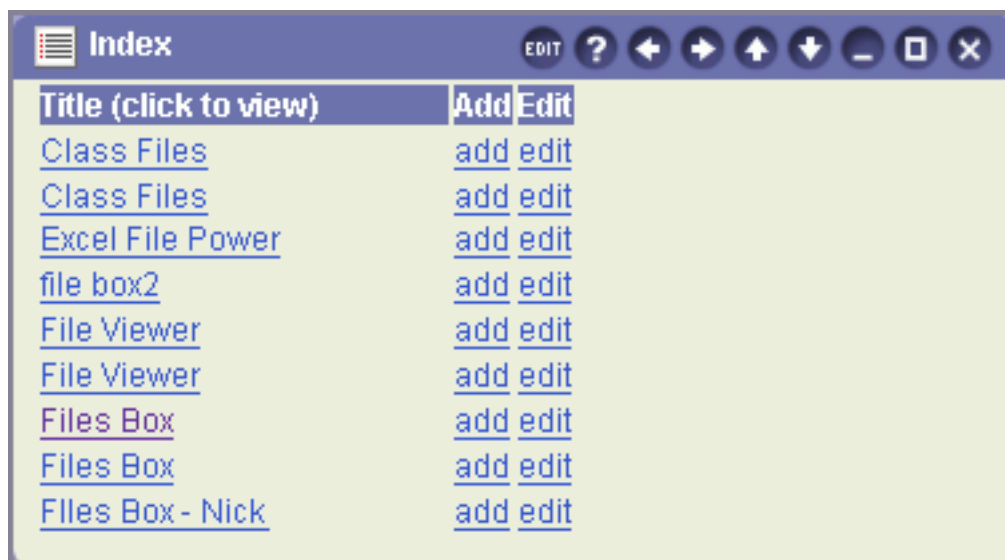 Index EDIT ?
Title (click to view) Add Edit
Class Files add edit
Class Files add edit
Excel File Power add edit
file box2 add edit
File Viewer add edit
File Viewer add edit
Files Box add edit
Files Box add edit
FIles Box - Nick add edit